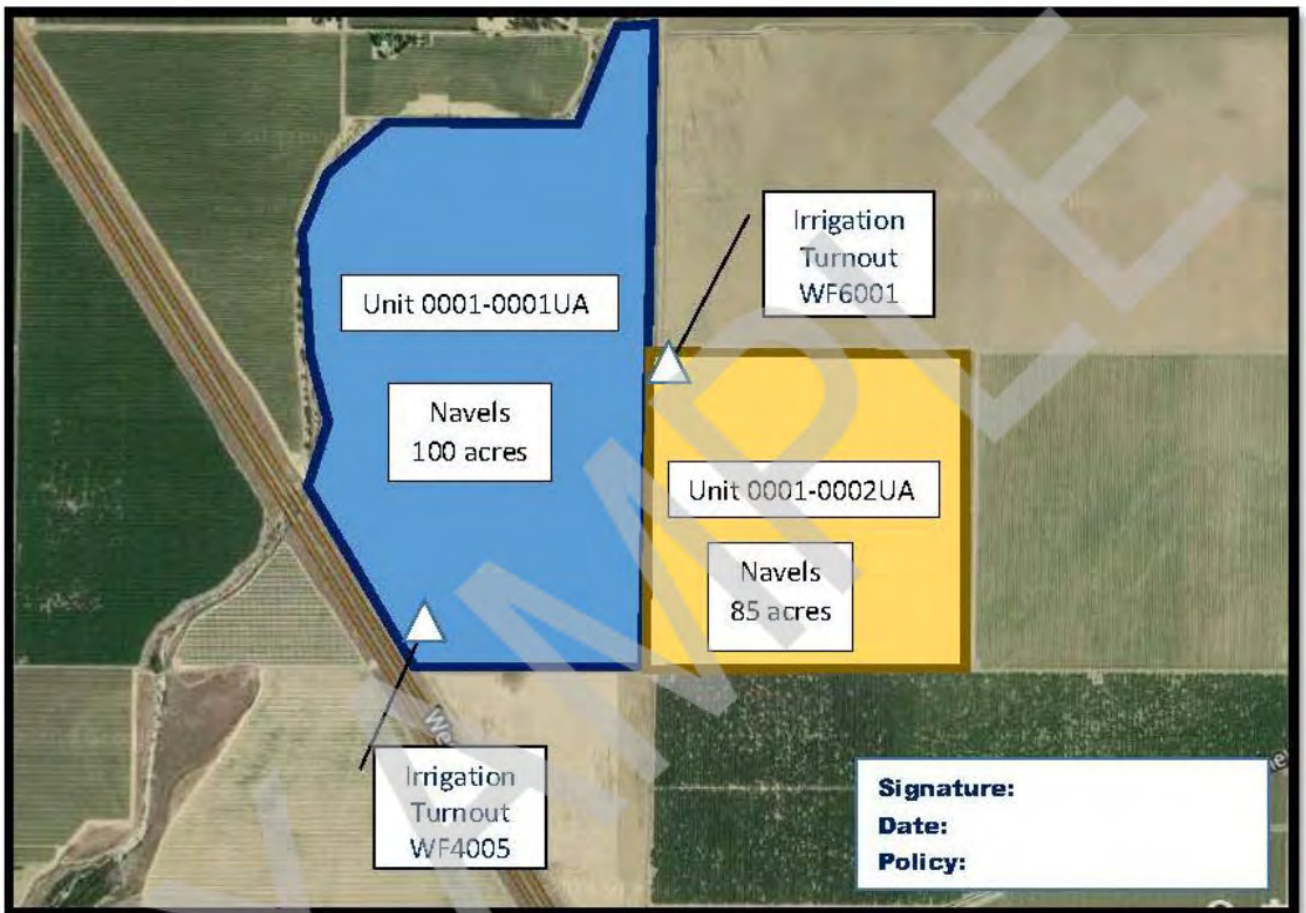 Irrigation
Turnout
WF6001
Unit 0001-0001UA
Navels
100 acres
Unit 0001-0002UA
Navels
85 acres
Irrigation
Turnout
WF4005
Signature:
Date:
Policy: